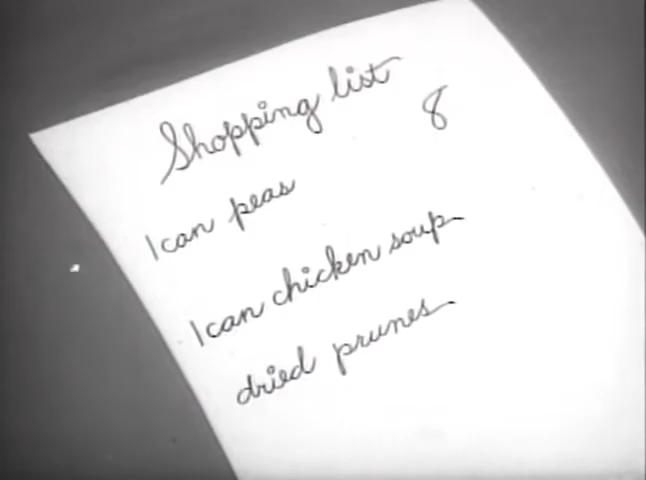 Shopping list
8
1 can peas
1 can chicken soup
dried prunes